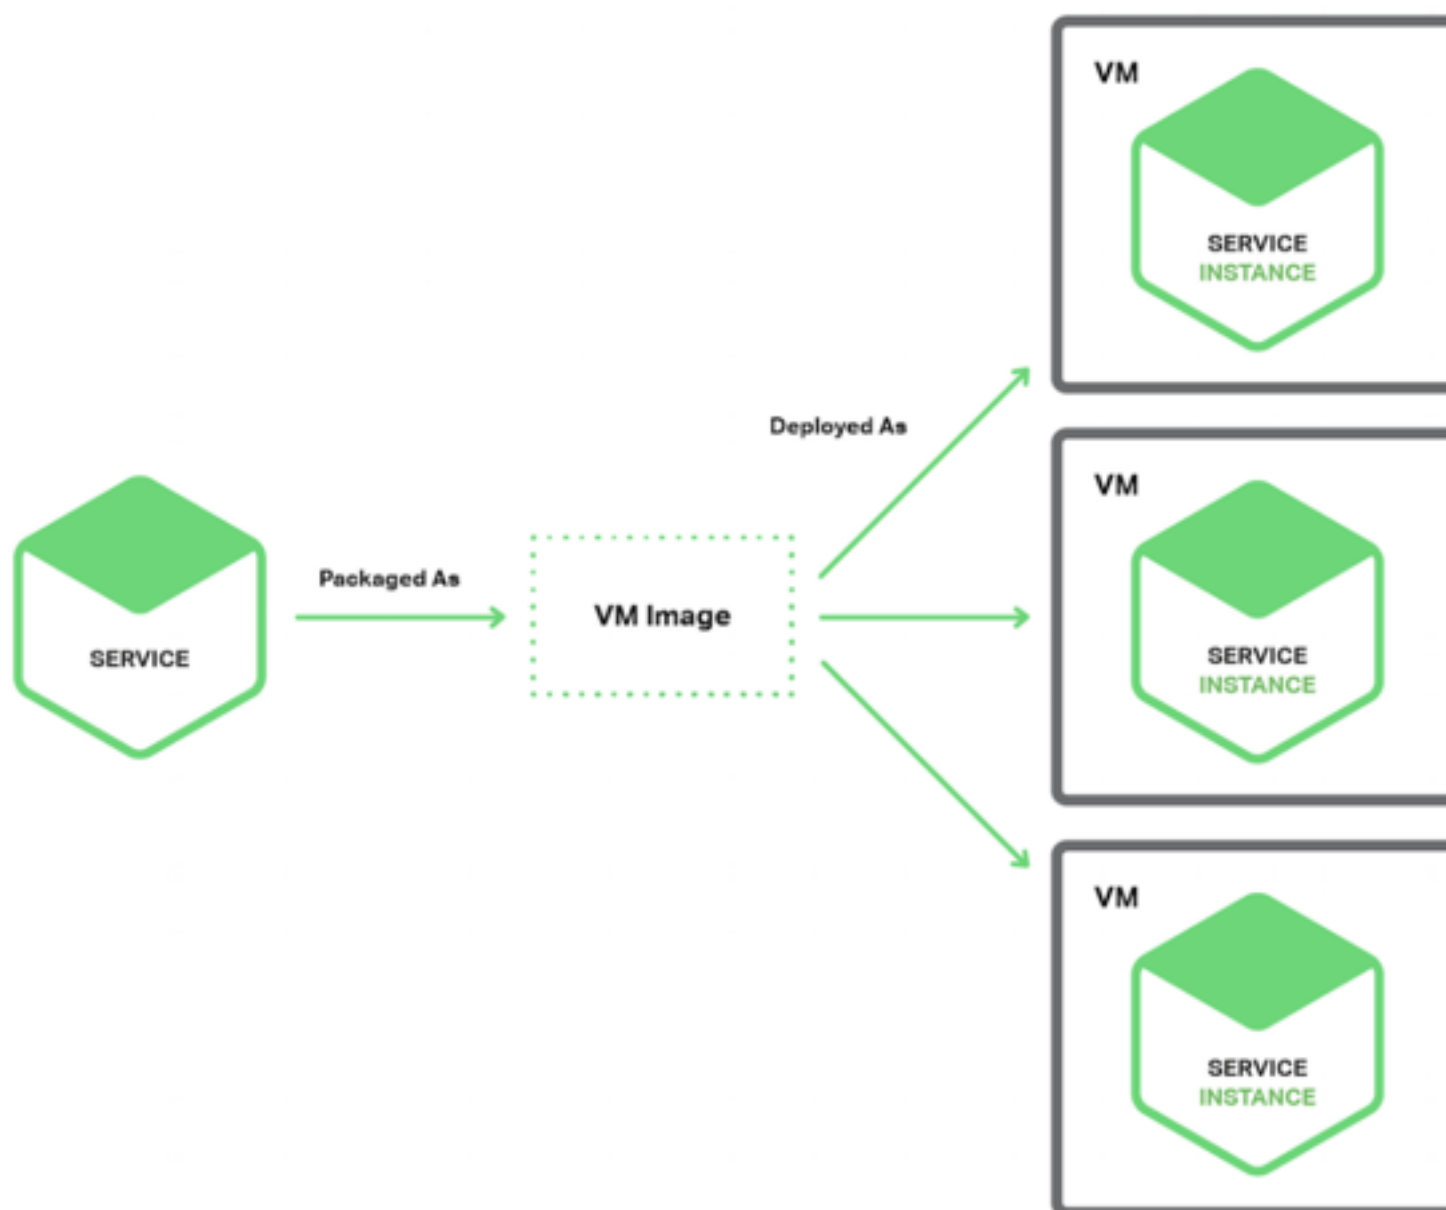 SERVICE
Packaged As
VM Image
Deployed As
VM
SERVICE
INSTANCE
VM
SERVICE
INSTANCE
VM
SERVICE
INSTANCE